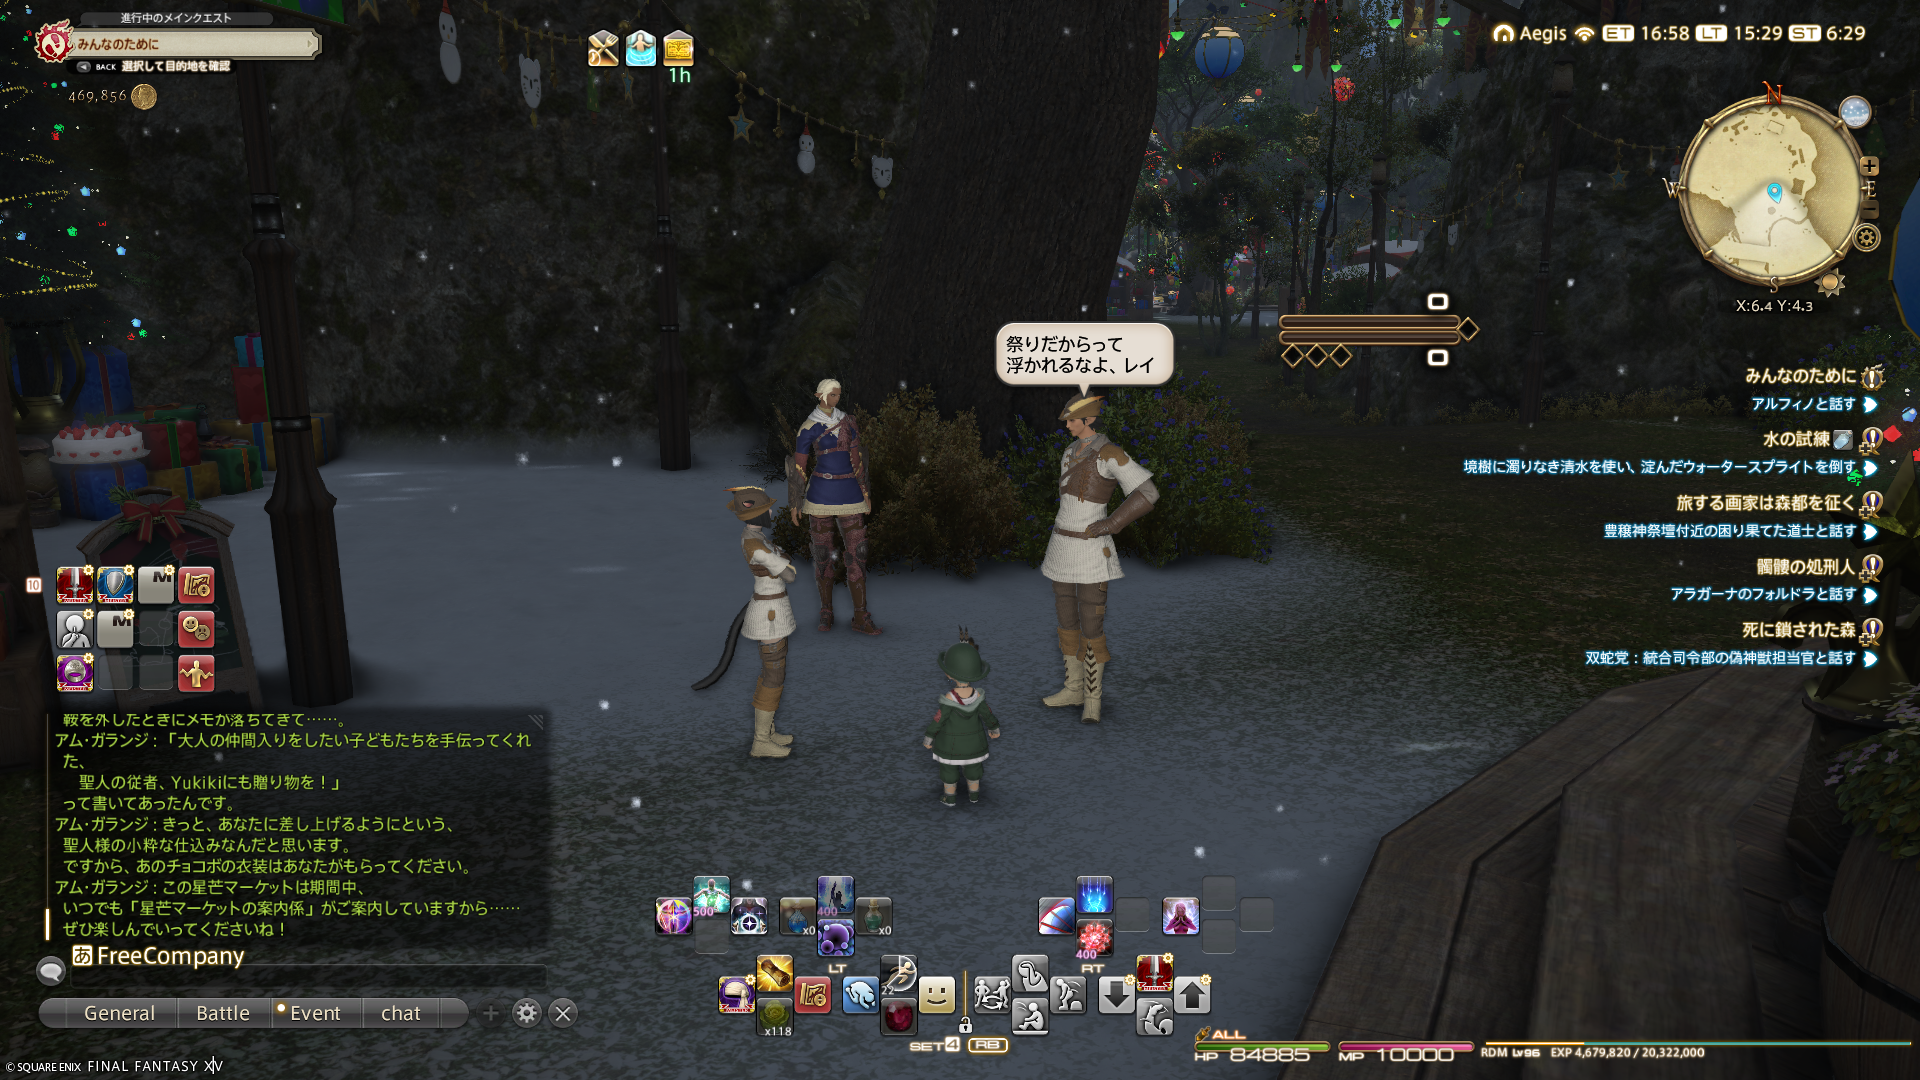 進行中のメインクエスト
みんなのために
BACK 選択して目的地を確認
469,856
1h
Aegis ET 16:58 LT 15:29 ST 6:29
N
W
E
S
X:6.4 Y:4.3
祭りだからって
浮かれるなよ、レイ
みんなのために
アルフィノと話す
水の試練
境樹に濁りなき清水を使い、淀んだウォータースプライトを倒す
旅する画家は森都を征く
豊穣神祭壇付近の困り果てた道士と話す
髑髏の処刑人
アラガーナのフォルドラと話す
死に鎖された森
双蛇党：統合司令部の偽神獣担当官と話す
10
M
M
鞍を外したときにメモが落ちてきて……。
アム・ガランジ：「大人の仲間入りをしたい子どもたちを手伝ってくれ
た、
聖人の従者、Yukikiにも贈り物を！」
って書いてあったんです。
アム・ガランジ：きっと、あなたに差し上げるようにという、
聖人様の小粋な仕込みなんだと思います。
ですから、あのチョコボの衣装はあなたがもらってください。
アム・ガランジ：この星芒マーケットは期間中、
いつでも「星芒マーケットの案内係」がご案内していますから……
ぜひ楽しんでいってくださいね！
あ FreeCompany
General Battle Event chat
500
x0
400
x0
400
LT
RT
22
x118
SET4 RB
ALL
HP 84885
MP 10000
RDM Lv96 EXP 4,679,820 / 20,322,000
© SQUARE ENIX FINAL FANTASY XIV